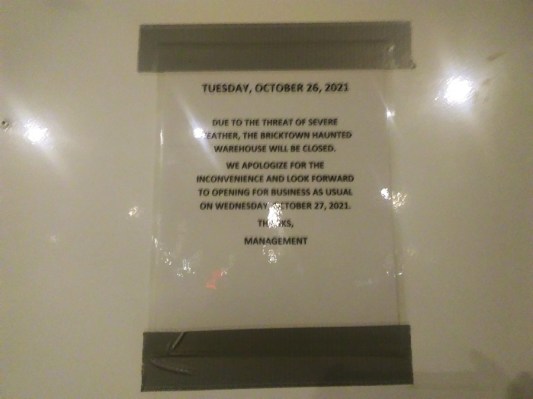 TUESDAY, OCTOBER 26, 2021
DUE TO THE THREAT OF SEVERE
WEATHER, THE BRICKTOWN HAUNTED
WAREHOUSE WILL BE CLOSED.
WE APOLOGIZE FOR THE
INCONVENIENCE AND LOOK FORWARD
TO OPENING FOR BUSINESS AS USUAL
ON WEDNESDAY, OCTOBER 27, 2021.
THANKS,
MANAGEMENT